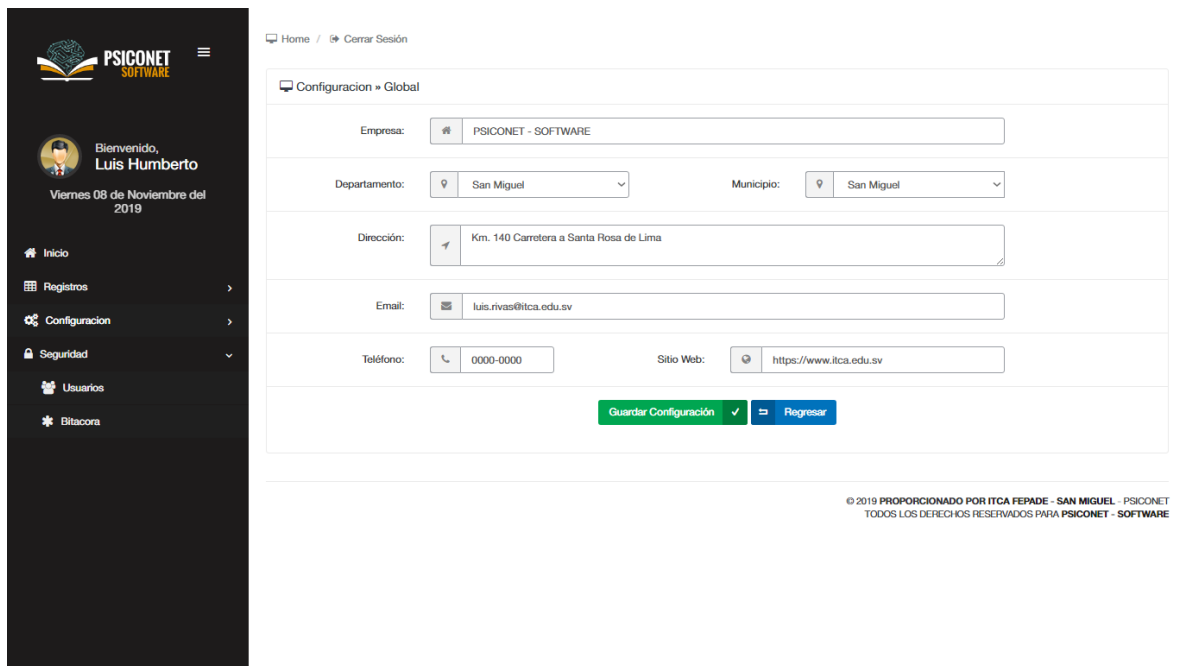 PSICONET
SOFTWARE
Bienvenido,
Luis Humberto
Viernes 08 de Noviembre del
2019
Inicio
Registros
Configuracion
Seguridad
Usuarios
Bitacora
Home / Cerrar Sesión
Configuracion » Global
Empresa: PSICONET - SOFTWARE
Departamento: San Miguel Municipio: San Miguel
Dirección: Km. 140 Carretera a Santa Rosa de Lima
Email: luis.rivas@itca.edu.sv
Teléfono: 0000-0000 Sitio Web: https://www.itca.edu.sv
Guardar Configuración Regresar
© 2019 PROPORCIONADO POR ITCA FEPADE - SAN MIGUEL - PSICONET
TODOS LOS DERECHOS RESERVADOS PARA PSICONET - SOFTWARE